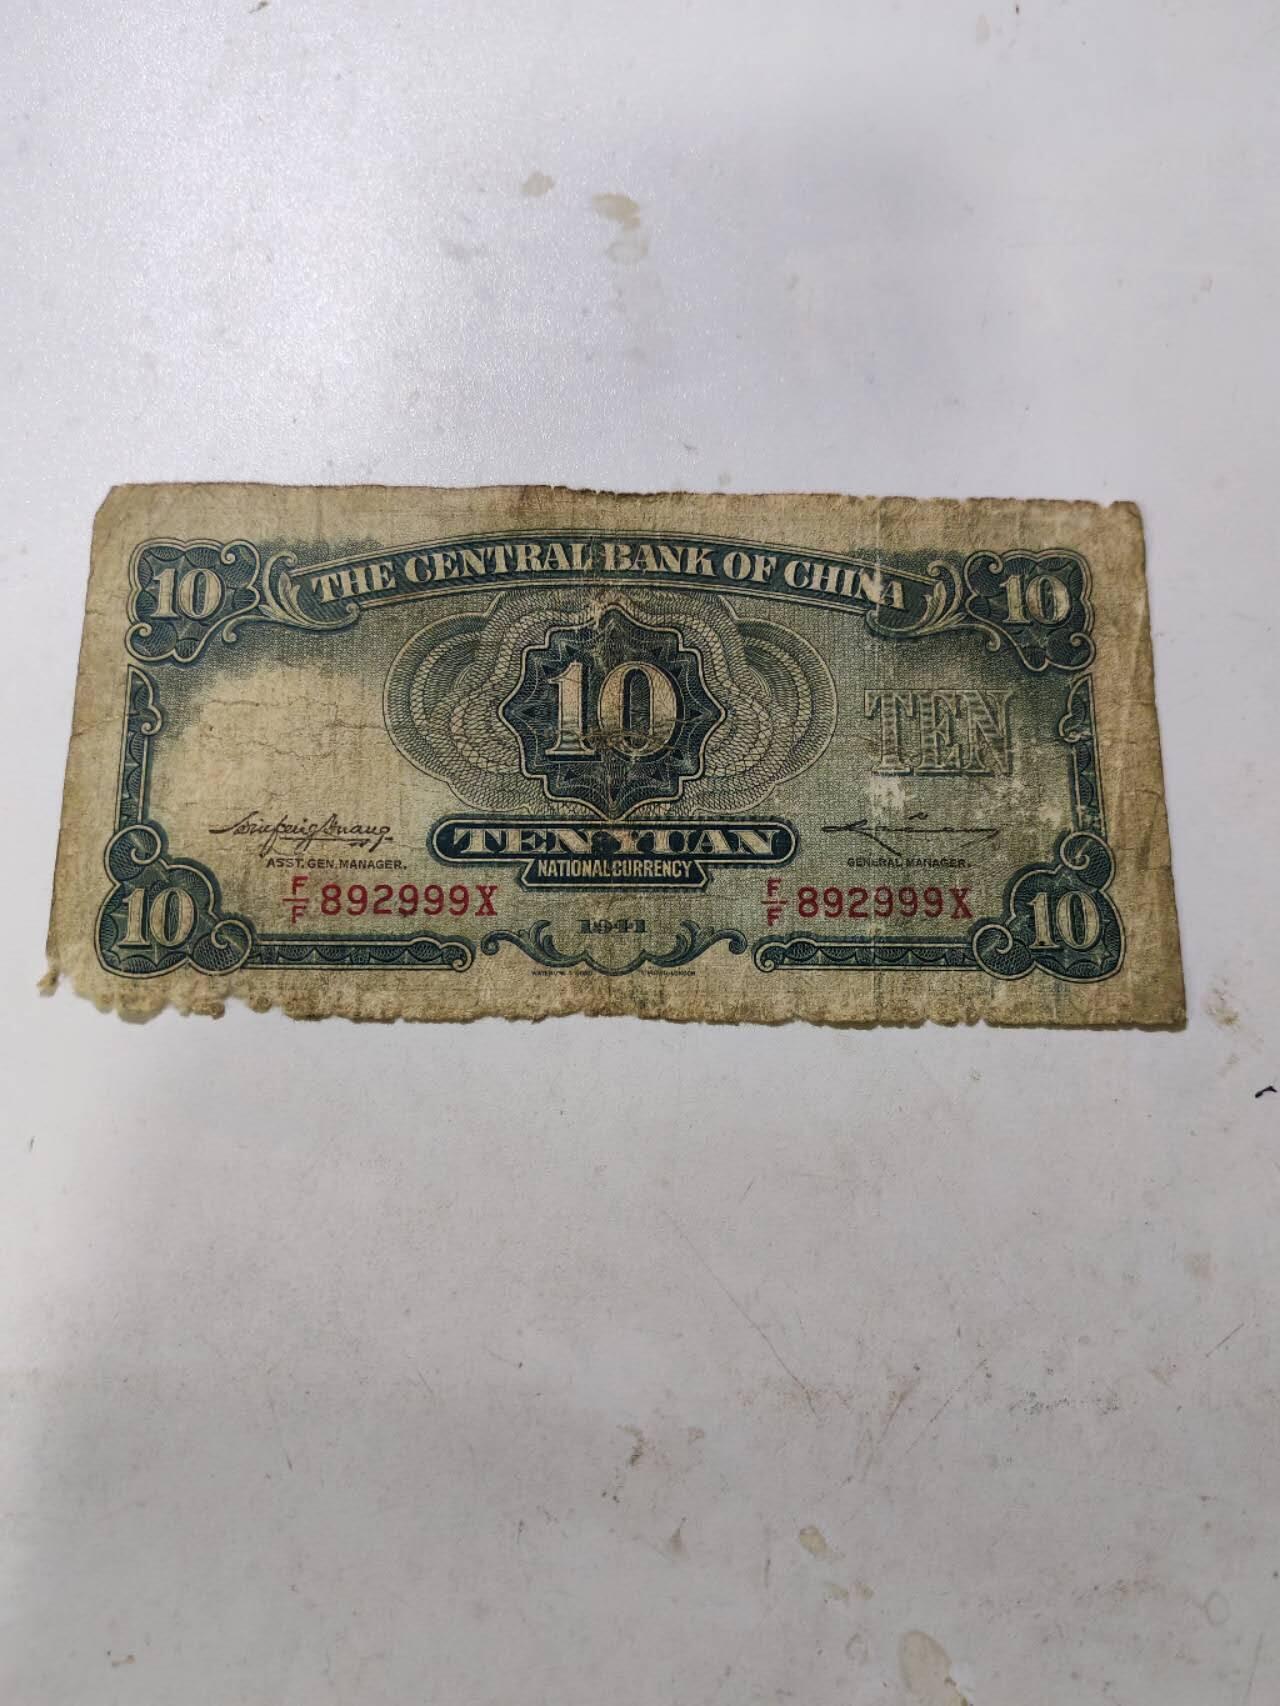 THE CENTRAL BANK OF CHINA
10 10
10
TEN
TEN YUAN
NATIONAL CURRENCY
ASST. GEN. MANAGER. GENERAL MANAGER.
F/F 892999X F/F 892999X
10 1941 10